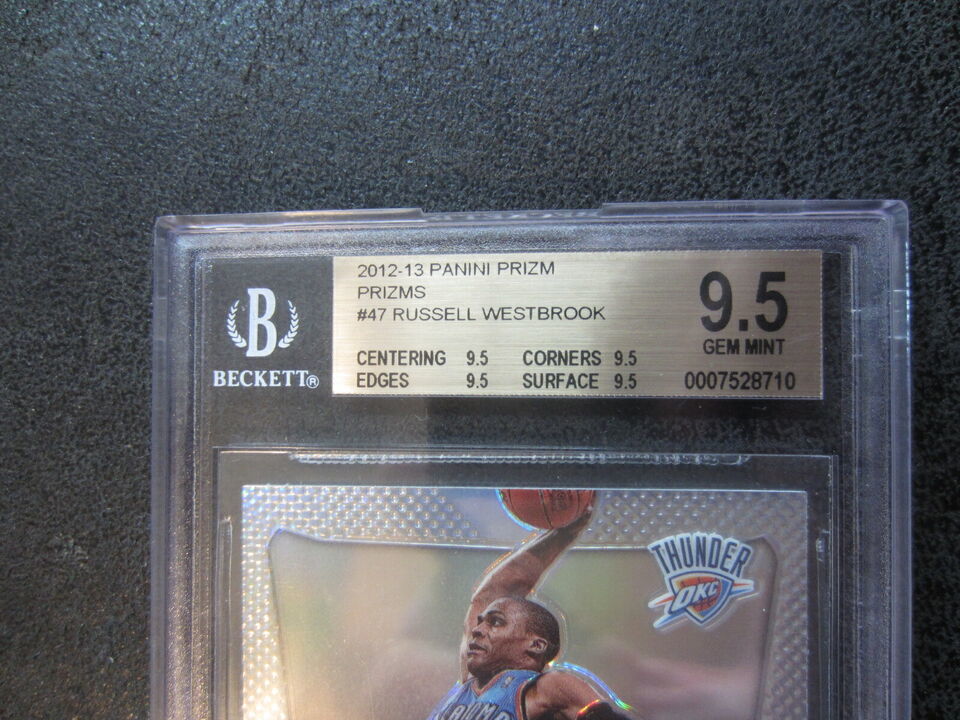 2012-13 PANINI PRIZM
PRIZMS
#47 RUSSELL WESTBROOK
CENTERING 9.5 CORNERS 9.5
EDGES 9.5 SURFACE 9.5
9.5
GEM MINT
0007528710
B
BECKETT®
THUNDER
OKC